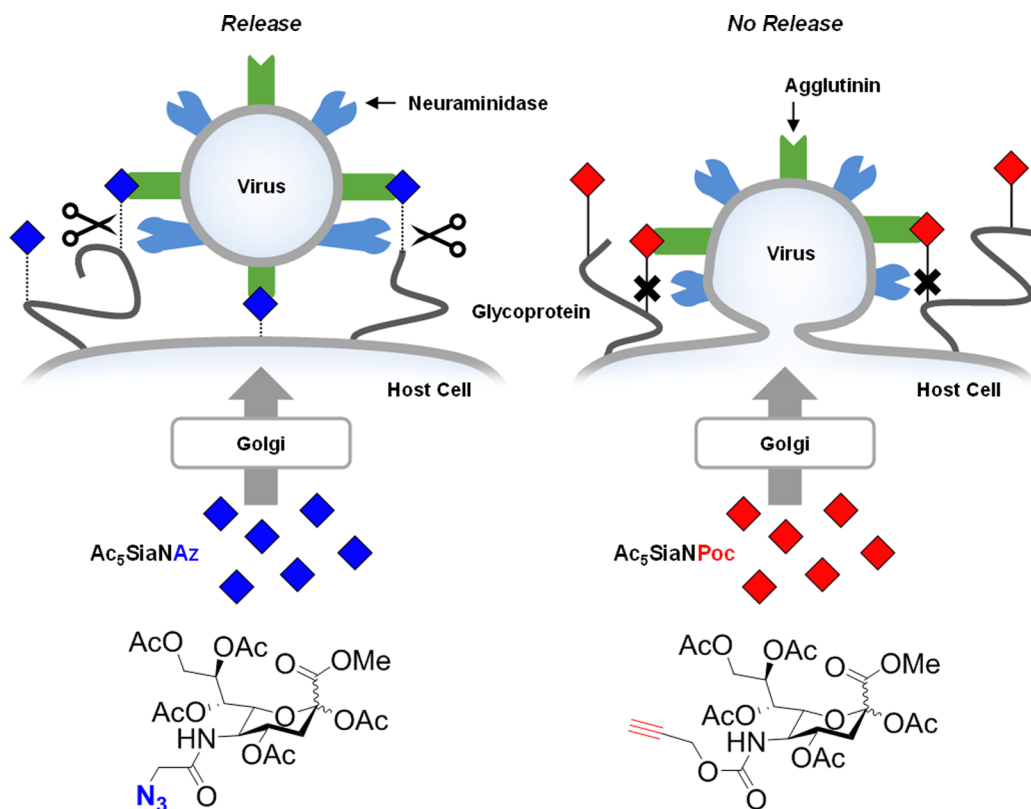 Release
Neuraminidase
Virus
Host Cell
Golgi
Ac5SiaNAz
AcO
OAc
O
OMe
AcO
O
OAc
HN
OAc
N3
O
No Release
Agglutinin
Virus
Glycoprotein
Host Cell
Golgi
Ac5SiaNPoc
AcO
OAc
O
OMe
AcO
O
OAc
HN
OAc
O
O